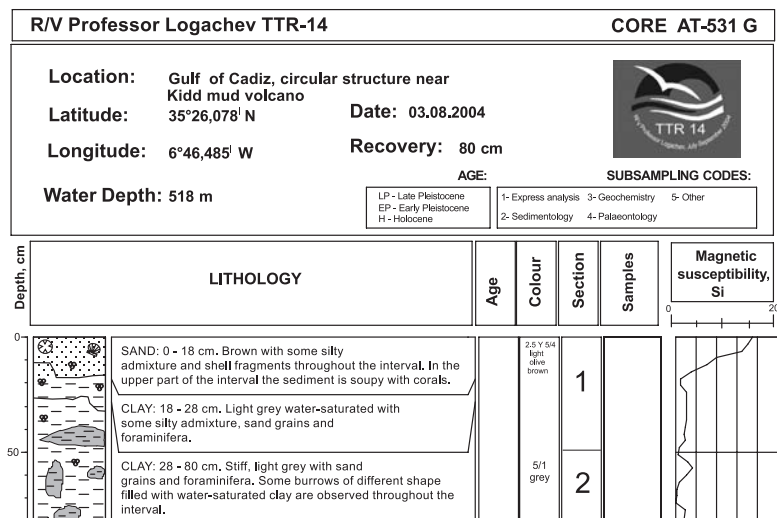 R/V Professor Logachev TTR-14
CORE AT-531 G
Location: Gulf of Cadiz, circular structure near
Kidd mud volcano
Latitude: 35°26,078ˡ N
Date: 03.08.2004
Longitude: 6°46,485ˡ W
Recovery: 80 cm
Water Depth: 518 m
TTR 14
R/V Professor Logachev, July September 2004
AGE:
LP - Late Pleistocene
EP - Early Pleistocene
H - Holocene
SUBSAMPLING CODES:
1- Express analysis 3- Geochemistry 5- Other
2- Sedimentology 4- Palaeontology
Depth, cm
LITHOLOGY
Age
Colour
Section
Samples
Magnetic
susceptibility,
Si
0 20
0
SAND: 0 - 18 cm. Brown with some silty
admixture and shell fragments throughout the interval. In the
upper part of the interval the sediment is soupy with corals.
2.5 Y 5/4
light
olive
brown
1
CLAY: 18 - 28 cm. Light grey water-saturated with
some silty admixture, sand grains and
foraminifera.
50
CLAY: 28 - 80 cm. Stiff, light grey with sand
grains and foraminifera. Some burrows of different shape
filled with water-saturated clay are observed throughout the
interval.
5/1
grey
2